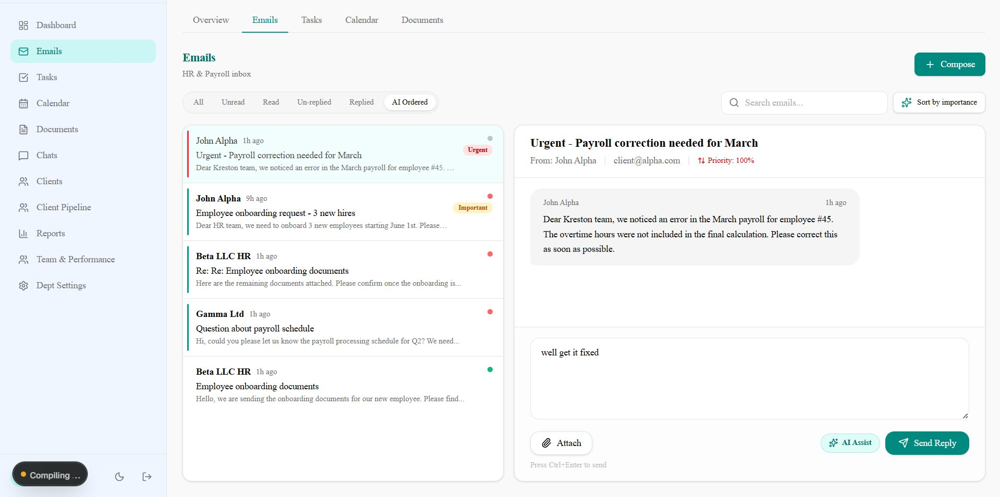 Dashboard
Emails
Tasks
Calendar
Documents
Chats
Clients
Client Pipeline
Reports
Team & Performance
Dept Settings
Compiling ...
Overview
Emails
Tasks
Calendar
Documents
Emails
HR & Payroll inbox
Compose
All
Unread
Read
Un-replied
Replied
AI Ordered
Search emails...
Sort by importance
John Alpha 1h ago
Urgent
Urgent - Payroll correction needed for March
Dear Kreston team, we noticed an error in the March payroll for employee #45. …
John Alpha 9h ago
Important
Employee onboarding request - 3 new hires
Dear HR team, we need to onboard 3 new employees starting June 1st. Please…
Beta LLC HR 1h ago
Re: Re: Employee onboarding documents
Here are the remaining documents attached. Please confirm once the onboarding is...
Gamma Ltd 1h ago
Question about payroll schedule
Hi, could you please let us know the payroll processing schedule for Q2? We need...
Beta LLC HR 1h ago
Employee onboarding documents
Hello, we are sending the onboarding documents for our new employee. Please find...
Urgent - Payroll correction needed for March
From: John Alpha
client@alpha.com
Priority: 100%
John Alpha 1h ago
Dear Kreston team, we noticed an error in the March payroll for employee #45.
The overtime hours were not included in the final calculation. Please correct this
as soon as possible.
well get it fixed
Attach
AI Assist
Send Reply
Press Ctrl+Enter to send